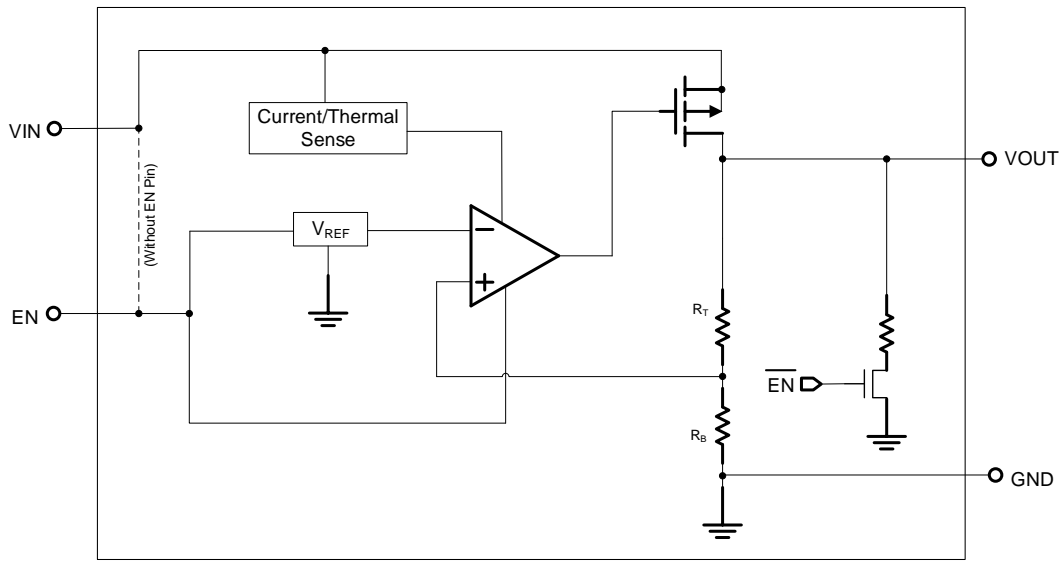 Current/Thermal
Sense
VIN
VOUT
(Without EN Pin)
VREF
−
+
EN
RT
EN
RB
GND